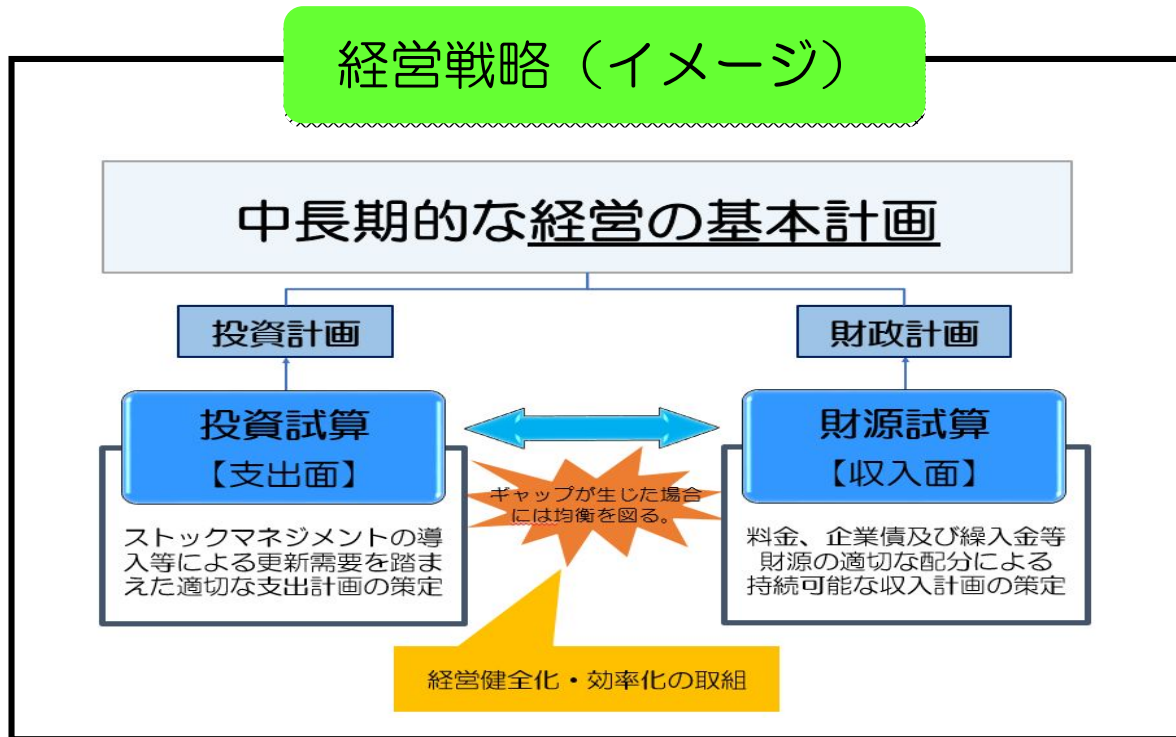 経営戦略（イメージ）
中長期的な経営の基本計画
投資計画
財政計画
投資試算
【支出面】
財源試算
【収入面】
ギャップが生じた場合
には均衡を図る。
ストックマネジメントの導
入等による更新需要を踏ま
えた適切な支出計画の策定
料金、企業債及び繰入金等
財源の適切な配分による
持続可能な収入計画の策定
経営健全化・効率化の取組